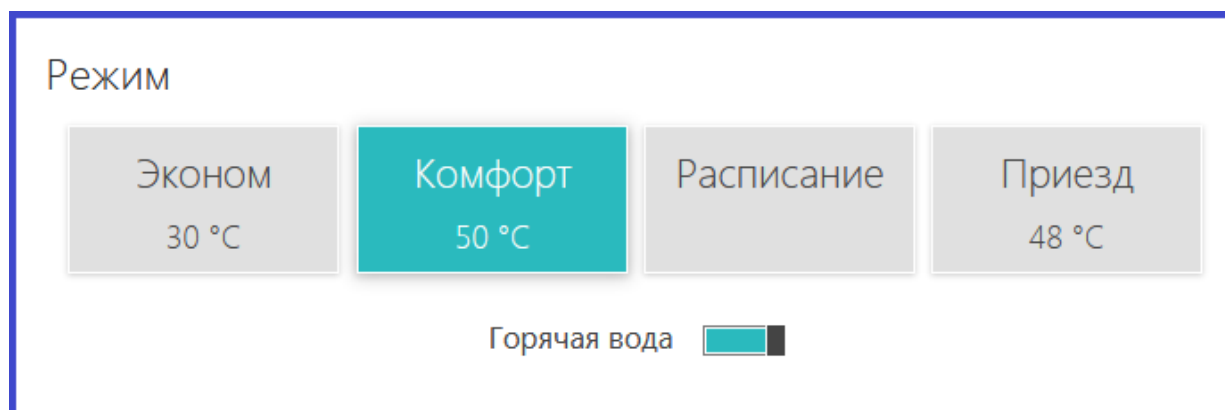 Режим
Эконом Комфорт Расписание Приезд
30 °C 50 °C 48 °C
Горячая вода